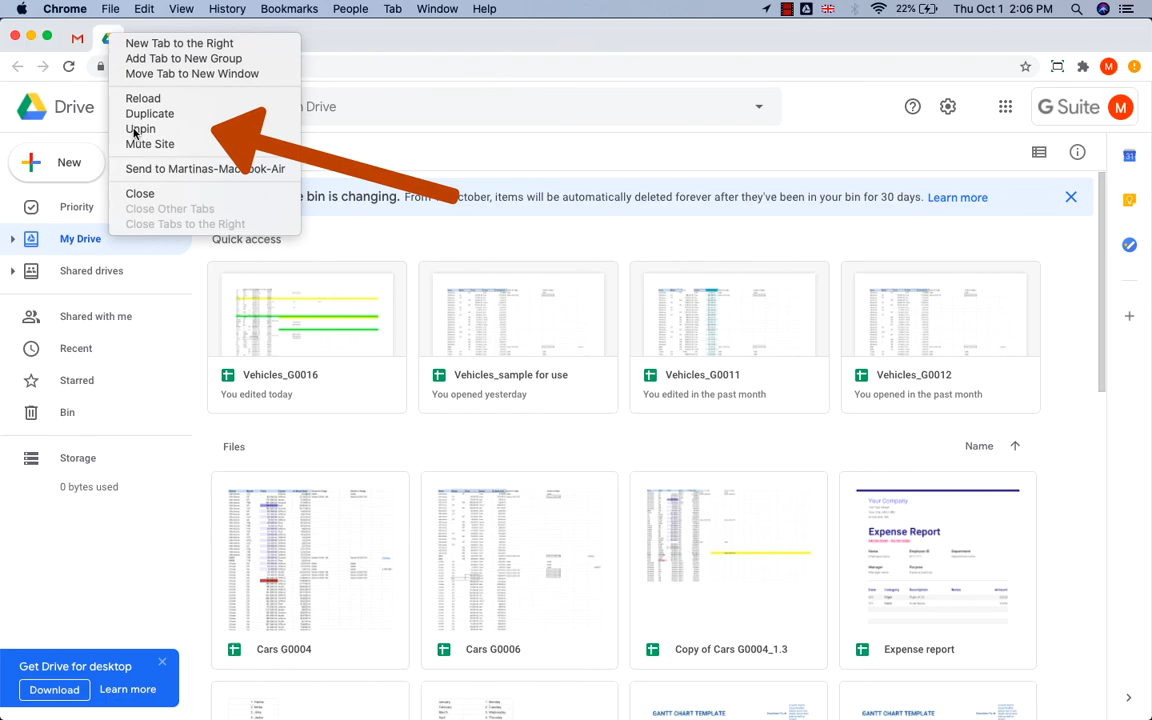 Chrome File Edit View History Bookmarks People Tab Window Help 22% Thu Oct 1 2:06 PM
New Tab to the Right
Add Tab to New Group
Move Tab to New Window
Reload
Duplicate
Unpin
Mute Site
Send to Martinas-MacBook-Air
Close
Close Other Tabs
Close Tabs to the Right
M
Drive
Drive
G Suite M
New
bin is changing. From October, items will be automatically deleted forever after they've been in your bin for 30 days. Learn more
Priority
My Drive
Shared drives
Shared with me
Recent
Starred
Bin
Storage
0 bytes used
Quick access
Vehicles_G0016
You edited today
Vehicles_sample for use
You opened yesterday
Vehicles_G0011
You edited in the past month
Vehicles_G0012
You opened in the past month
Files
Name
Your Company
Expense Report
Cars G0004
Cars G0006
Copy of Cars G0004_1.3
Expense report
GANTT CHART TEMPLATE
GANTT CHART TEMPLATE
Get Drive for desktop
Download
Learn more